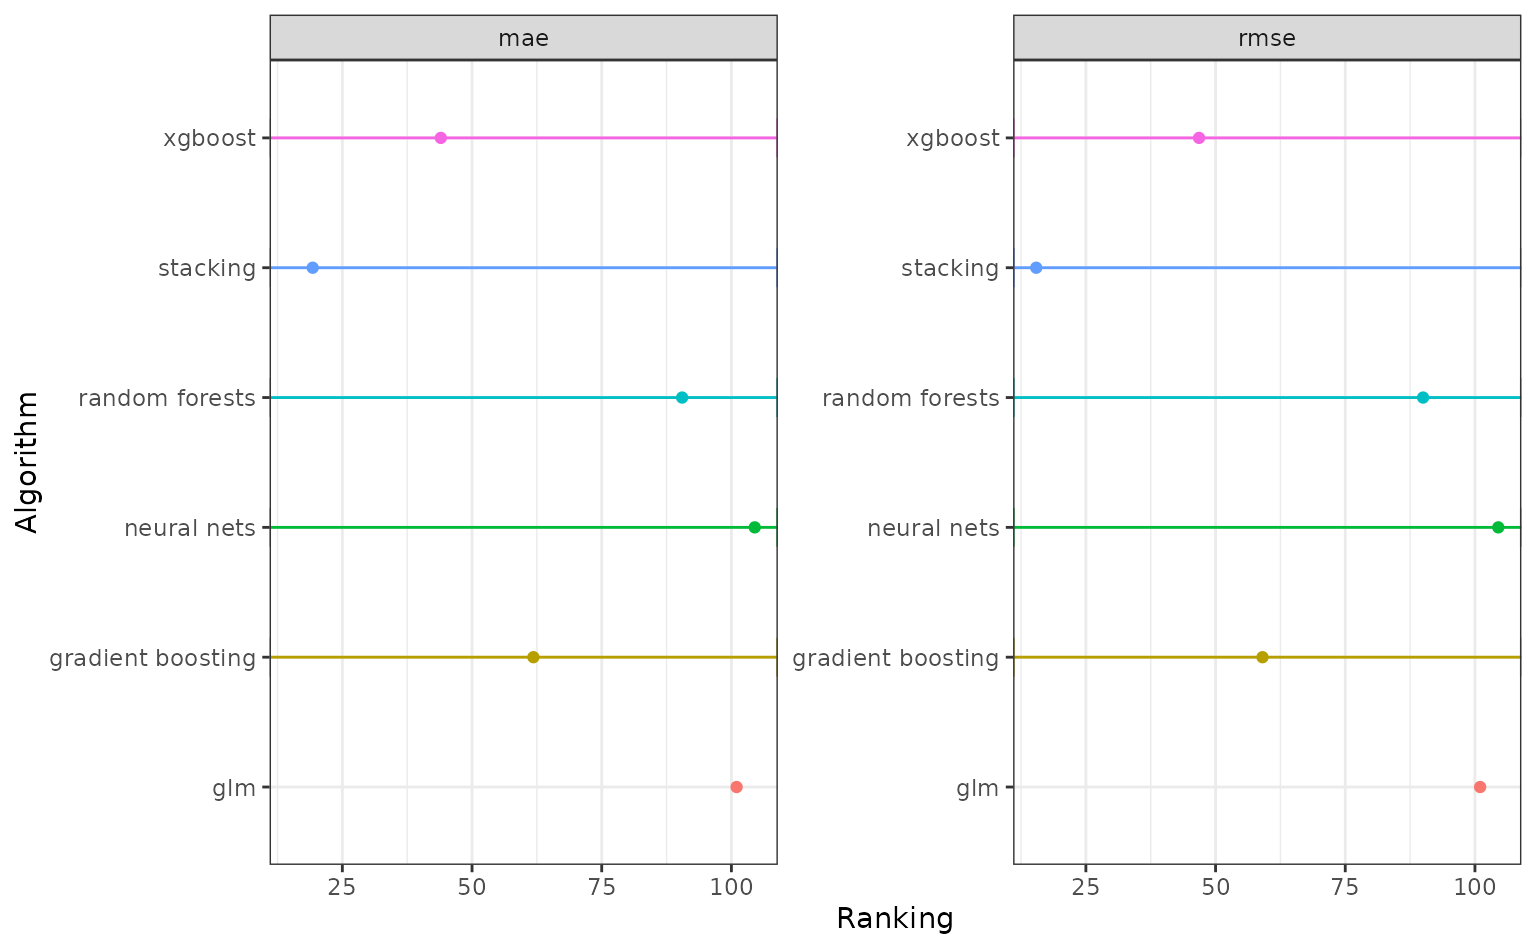 mae
rmse
xgboost
stacking
random forests
neural nets
gradient boosting
glm
xgboost
stacking
random forests
neural nets
gradient boosting
glm
25 50 75 100
25 50 75 100
Algorithm
Ranking